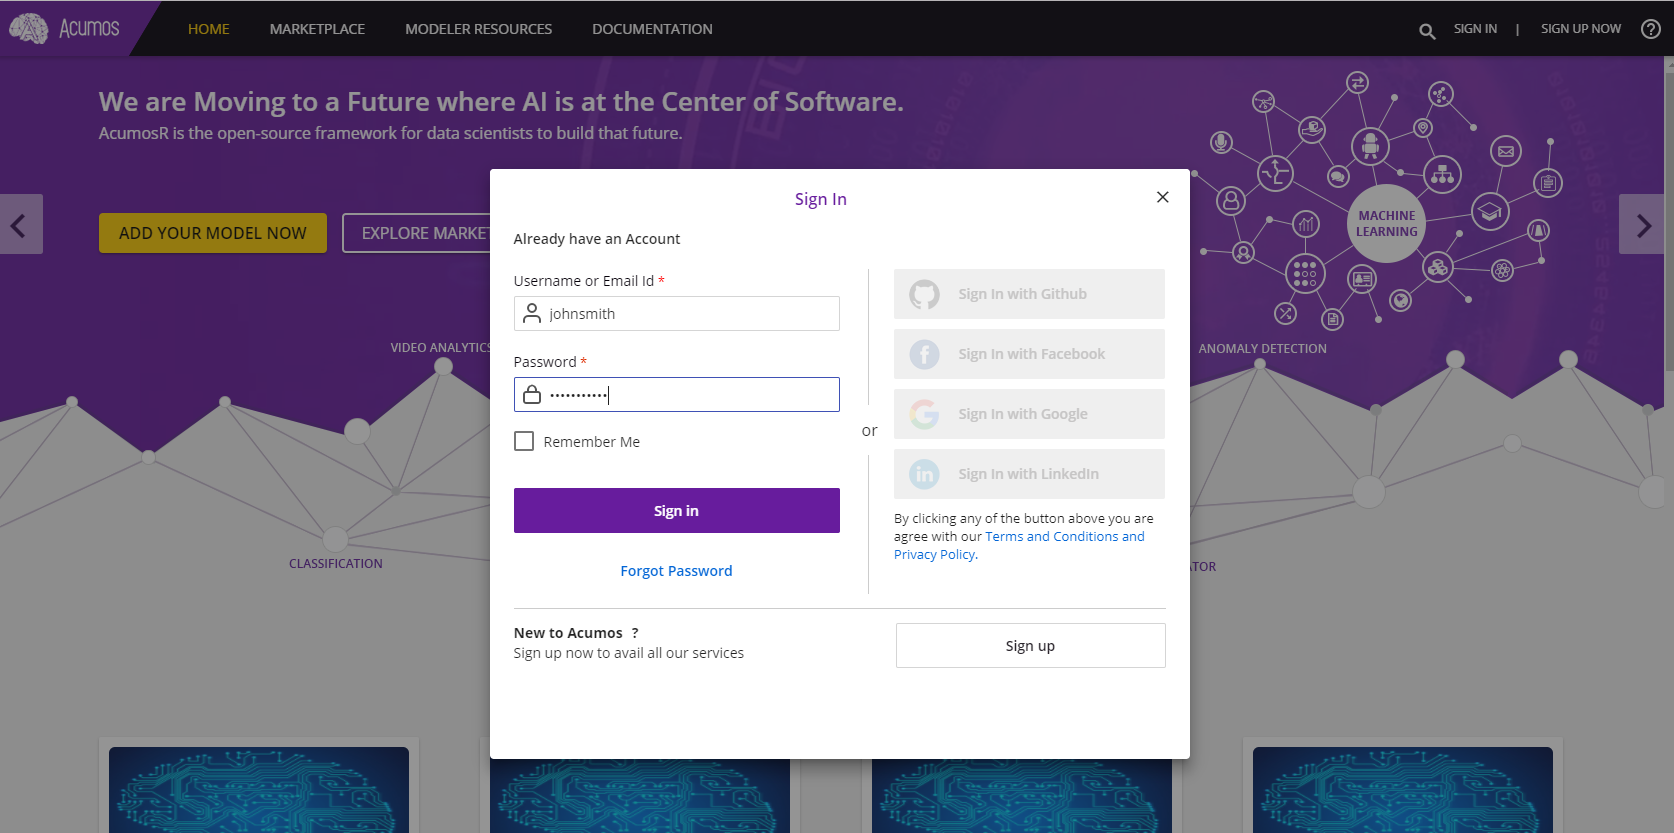 Acumos
HOME
MARKETPLACE
MODELER RESOURCES
DOCUMENTATION
SIGN IN
|
SIGN UP NOW
?
We are Moving to a Future where AI is at the Center of Software.
AcumosR is the open-source framework for data scientists to build that future.
ADD YOUR MODEL NOW
EXPLORE MARKET
MACHINE
LEARNING
VIDEO ANALYTICS
ANOMALY DETECTION
CLASSIFICATION
ATOR
Sign In
Already have an Account
Username or Email Id *
johnsmith
Password *
•••••••••••
Remember Me
Sign in
Forgot Password
or
Sign In with Github
Sign In with Facebook
Sign In with Google
Sign In with LinkedIn
By clicking any of the button above you are
agree with our Terms and Conditions and
Privacy Policy.
New to Acumos ?
Sign up now to avail all our services
Sign up